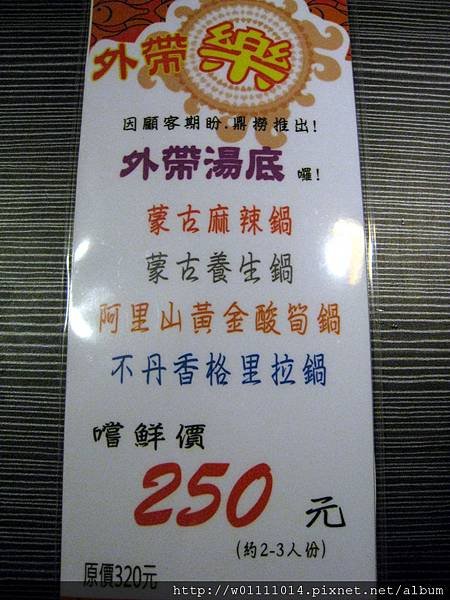 外帶 樂
因顧客期盼.鼎撈推出!
外帶湯底 囉!
蒙古麻辣鍋
蒙古養生鍋
阿里山黃金酸筍鍋
不丹香格里拉鍋
嚐鮮價
250 元
(約2-3人份)
原價320元
http://w01111014.pixnet.net/album